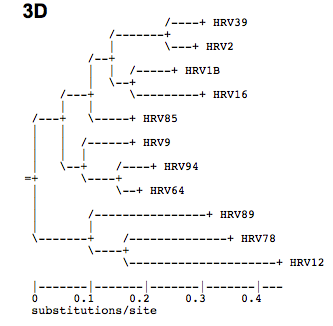 3D
HRV39
HRV2
HRV1B
HRV16
HRV85
HRV9
HRV94
HRV64
HRV89
HRV78
HRV12
0 0.1 0.2 0.3 0.4
substitutions/site